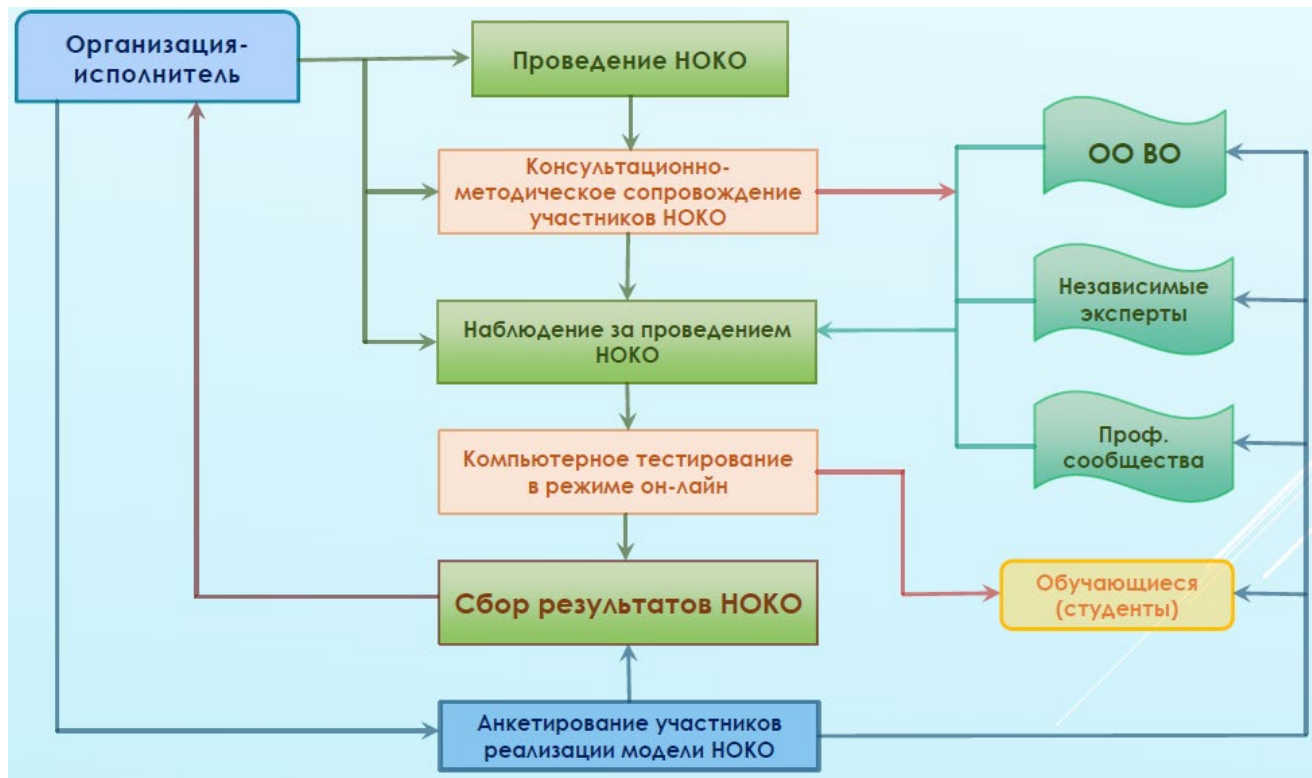 Организация-
исполнитель
Проведение НОКО
Консультационно-
методическое сопровождение
участников НОКО
ОО ВО
Независимые
эксперты
Наблюдение за проведением
НОКО
Проф.
сообщества
Компьютерное тестирование
в режиме он-лайн
Сбор результатов НОКО
Обучающиеся
(студенты)
Анкетирование участников
реализации модели НОКО